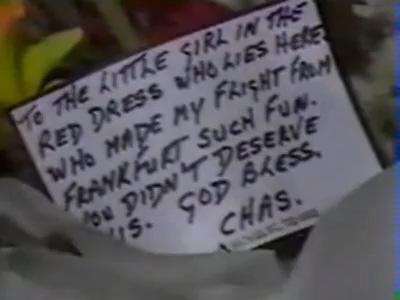 TO THE LITTLE GIRL IN THE
RED DRESS WHO LIES HERE
WHO MADE MY FLIGHT FROM
FRANKFURT SUCH FUN.
YOU DIDN'T DESERVE
THIS. GOD BLESS.
CHAS.